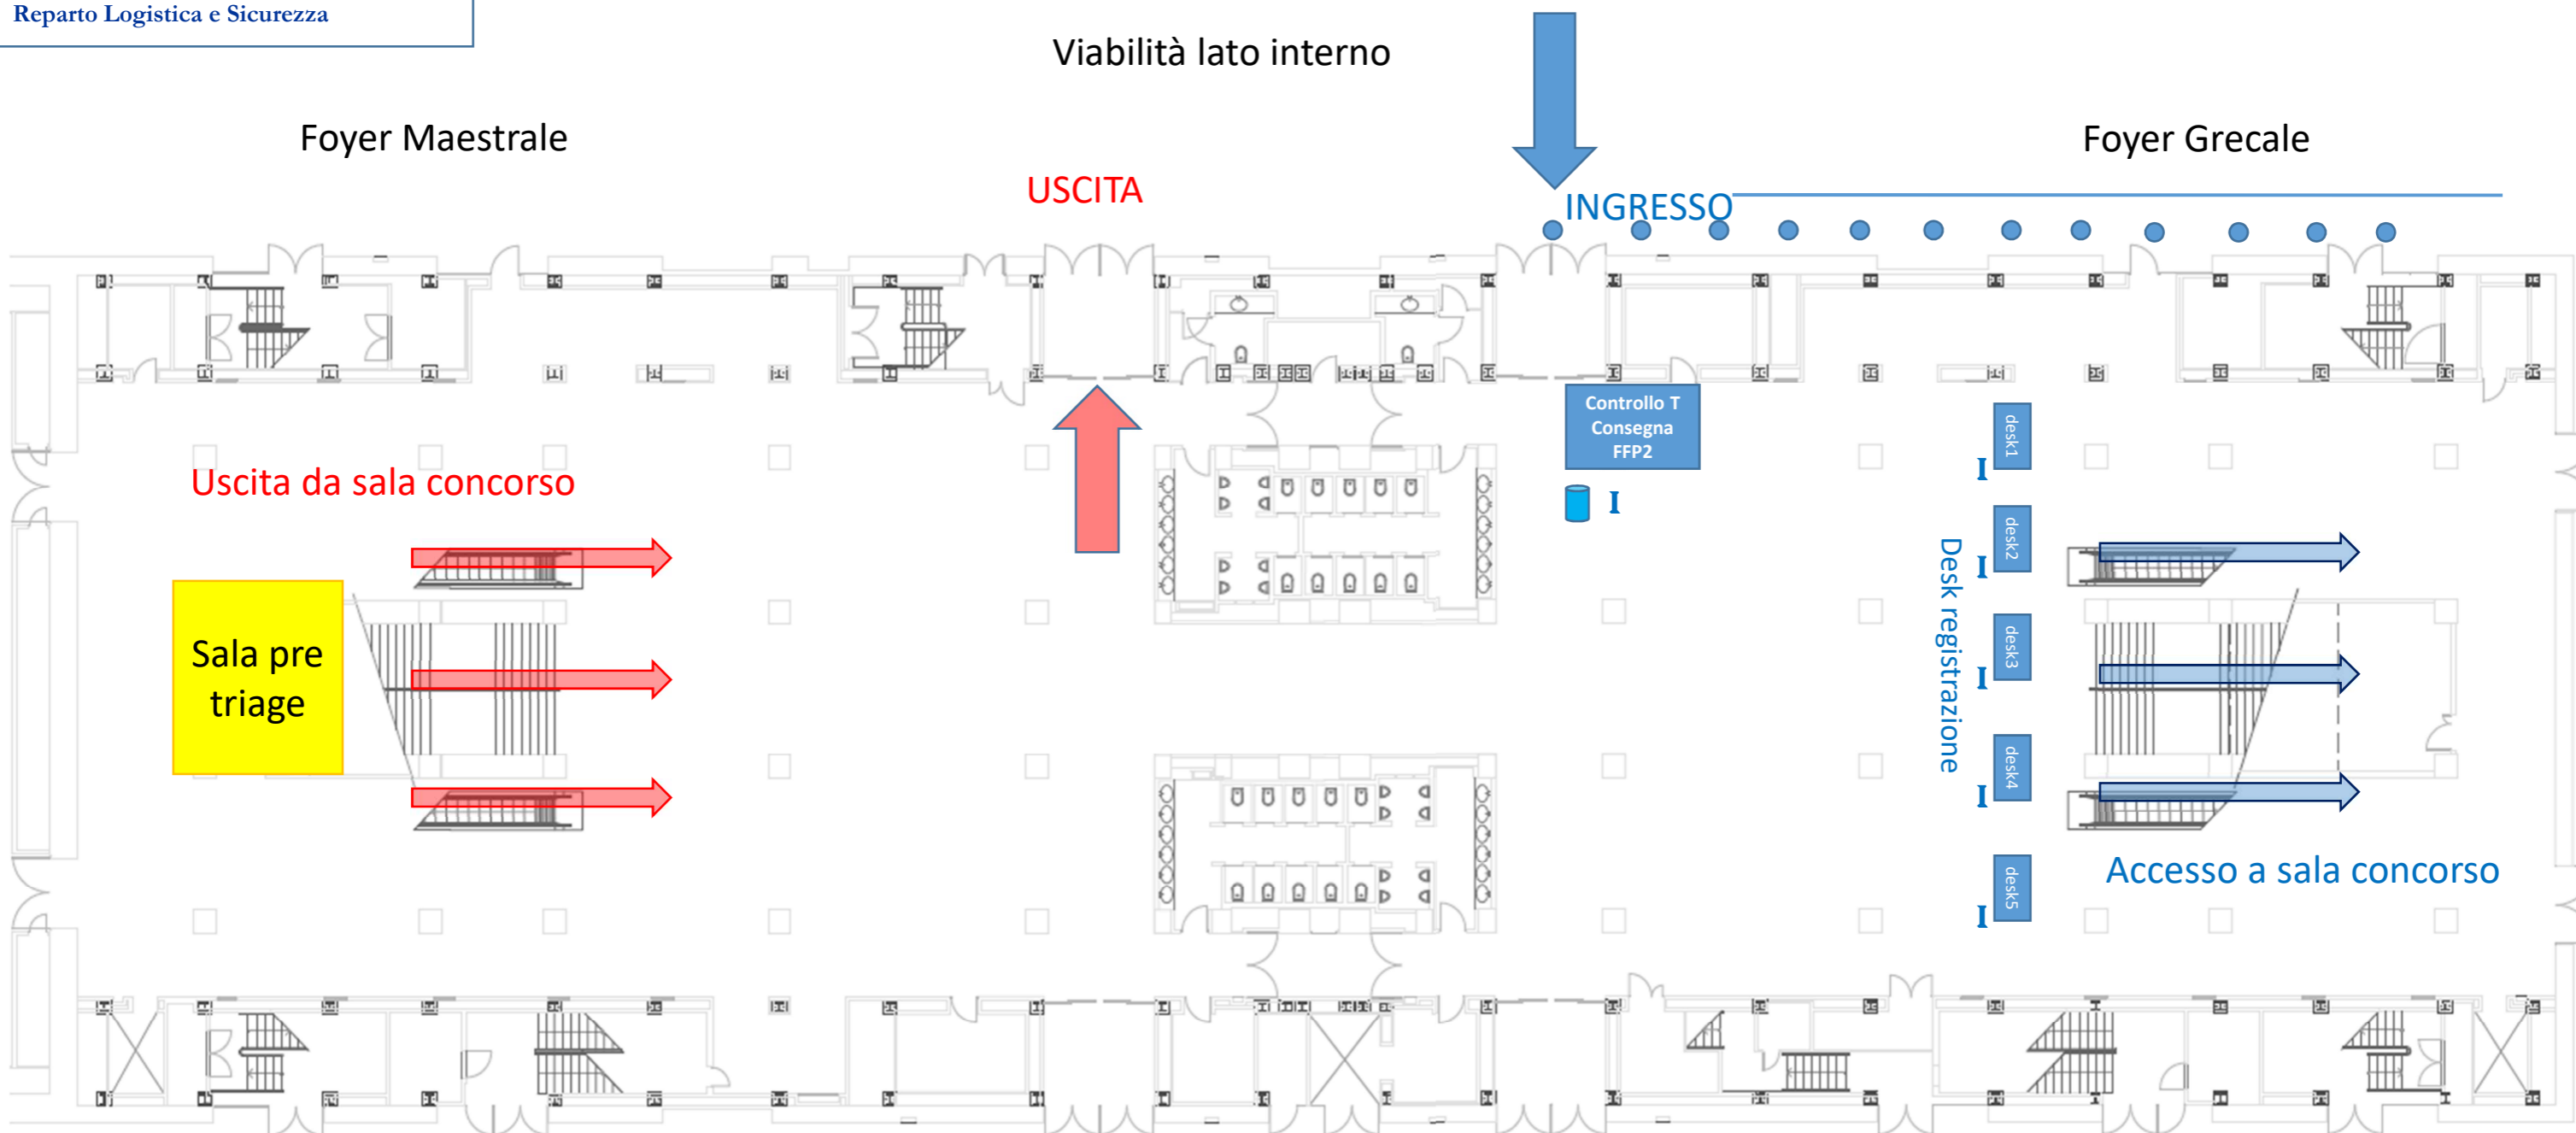 Reparto Logistica e Sicurezza
Viabilità lato interno
Foyer Maestrale
Foyer Grecale
USCITA
INGRESSO
Controllo T
Consegna
FFP2
I
Uscita da sala concorso
Sala pre
triage
Desk registrazione
desk1
I
desk2
I
desk3
I
desk4
I
desk5
I
Accesso a sala concorso